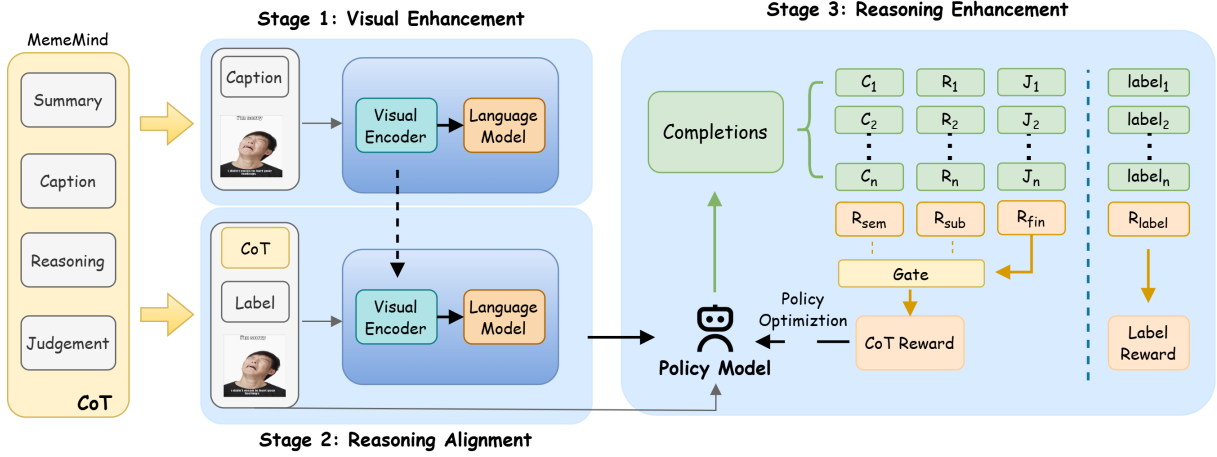 Stage 1: Visual Enhancement
Stage 3: Reasoning Enhancement
MemeMind
Summary
Caption
Reasoning
Judgement
CoT
Caption
I'm sorry
Visual
Encoder
Language
Model
CoT
Label
I'm sorry
Visual
Encoder
Language
Model
Stage 2: Reasoning Alignment
Completions
C1 R1 J1 label1
C2 R2 J2 label2
Cn Rn Jn labeln
Rsem Rsub Rfin Rlabel
Gate
Policy
Optimiztion
CoT Reward
Label
Reward
Policy Model